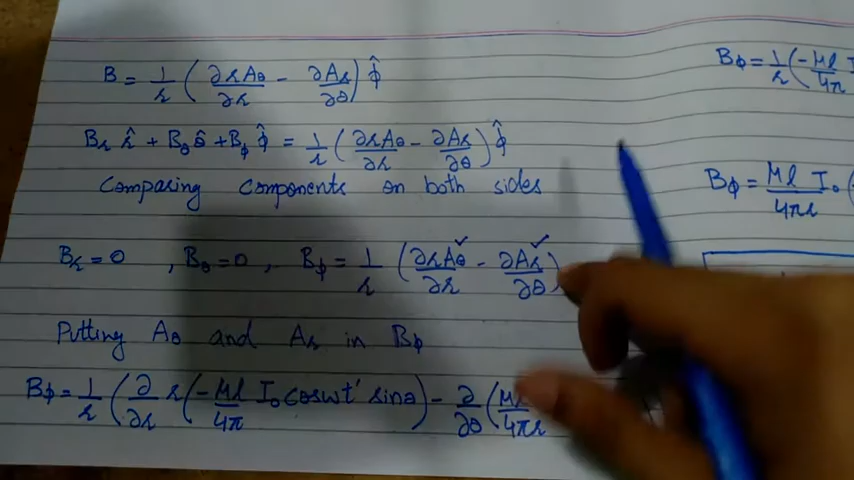 B = 1/r ( ∂rAθ/∂r - ∂Ar/∂θ ) φ̂
Br r̂ + Bθ θ̂ + Bφ φ̂ = 1/r ( ∂rAθ/∂r - ∂Ar/∂θ ) φ̂
Comparing components on both sides
Br = 0 , Bθ = 0 , Bφ = 1/r ( ∂rAθ/∂r - ∂Ar/∂θ )
Putting Aθ and Ar in Bφ
Bφ = 1/r ( ∂/∂r r ( -μl/4π I₀ cosωt' sinθ ) - ∂/∂θ ( μl/4πr
Bφ = 1/r ( -μl/4π
Bφ = μl I₀/4πr (